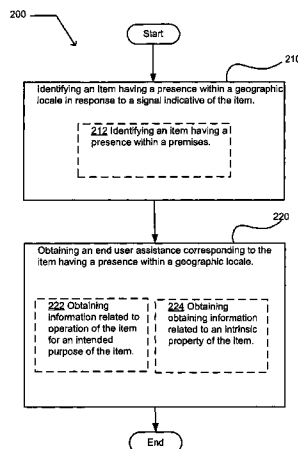 200
Start
210
Identifying an Item having a presence within a geographic
locale in response to a signal indicative of the item.
212 Identifying an item having a
presence within a premises.
220
Obtaining an end user assistance corresponding to the
item having a presence within a geographic locale.
222 Obtaining
information related to
operation of the item
for an intended
purpose of the item.
224 Obtaining
obtaining information
related to an intrinsic
property of the item.
End